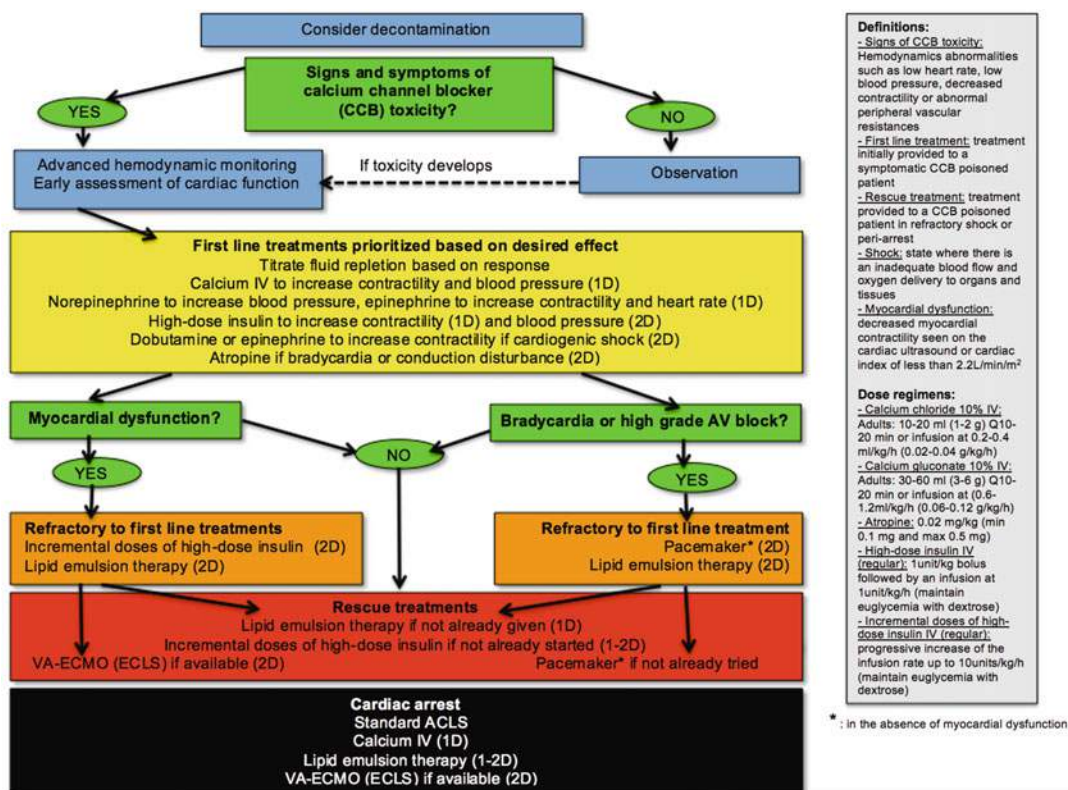 Consider decontamination
Signs and symptoms of
calcium channel blocker
(CCB) toxicity?
YES
NO
Advanced hemodynamic monitoring
Early assessment of cardiac function
If toxicity develops
Observation
First line treatments prioritized based on desired effect
Titrate fluid repletion based on response
Calcium IV to increase contractility and blood pressure (1D)
Norepinephrine to increase blood pressure, epinephrine to increase contractility and heart rate (1D)
High-dose insulin to increase contractility (1D) and blood pressure (2D)
Dobutamine or epinephrine to increase contractility if cardiogenic shock (2D)
Atropine if bradycardia or conduction disturbance (2D)
Myocardial dysfunction?
Bradycardia or high grade AV block?
YES
NO
YES
Refractory to first line treatments
Incremental doses of high-dose insulin (2D)
Lipid emulsion therapy (2D)
Refractory to first line treatment
Pacemaker* (2D)
Lipid emulsion therapy (2D)
Rescue treatments
Lipid emulsion therapy if not already given (1D)
Incremental doses of high-dose insulin if not already started (1-2D)
VA-ECMO (ECLS) if available (2D)
Pacemaker* if not already tried
Cardiac arrest
Standard ACLS
Calcium IV (1D)
Lipid emulsion therapy (1-2D)
VA-ECMO (ECLS) if available (2D)
Definitions:
- Signs of CCB toxicity:
Hemodynamics abnormalities
such as low heart rate, low
blood pressure, decreased
contractility or abnormal
peripheral vascular
resistances
- First line treatment: treatment
initially provided to a
symptomatic CCB poisoned
patient
- Rescue treatment: treatment
provided to a CCB poisoned
patient in refractory shock or
peri-arrest
- Shock: state where there is
an inadequate blood flow and
oxygen delivery to organs and
tissues
- Myocardial dysfunction:
decreased myocardial
contractility seen on the
cardiac ultrasound or cardiac
index of less than 2.2L/min/m²
Dose regimens:
- Calcium chloride 10% IV:
Adults: 10-20 ml (1-2 g) Q10-
20 min or infusion at 0.2-0.4
ml/kg/h (0.02-0.04 g/kg/h)
- Calcium gluconate 10% IV:
Adults: 30-60 ml (3-6 g) Q10-
20 min or infusion at (0.6-
1.2ml/kg/h (0.06-0.12 g/kg/h)
- Atropine: 0.02 mg/kg (min
0.1 mg and max 0.5 mg)
- High-dose insulin IV
(regular): 1unit/kg bolus
followed by an infusion at
1unit/kg/h (maintain
euglycemia with dextrose)
- Incremental doses of high-
dose insulin IV (regular):
progressive increase of the
infusion rate up to 10units/kg/h
(maintain euglycemia with
dextrose)
* : in the absence of myocardial dysfunction